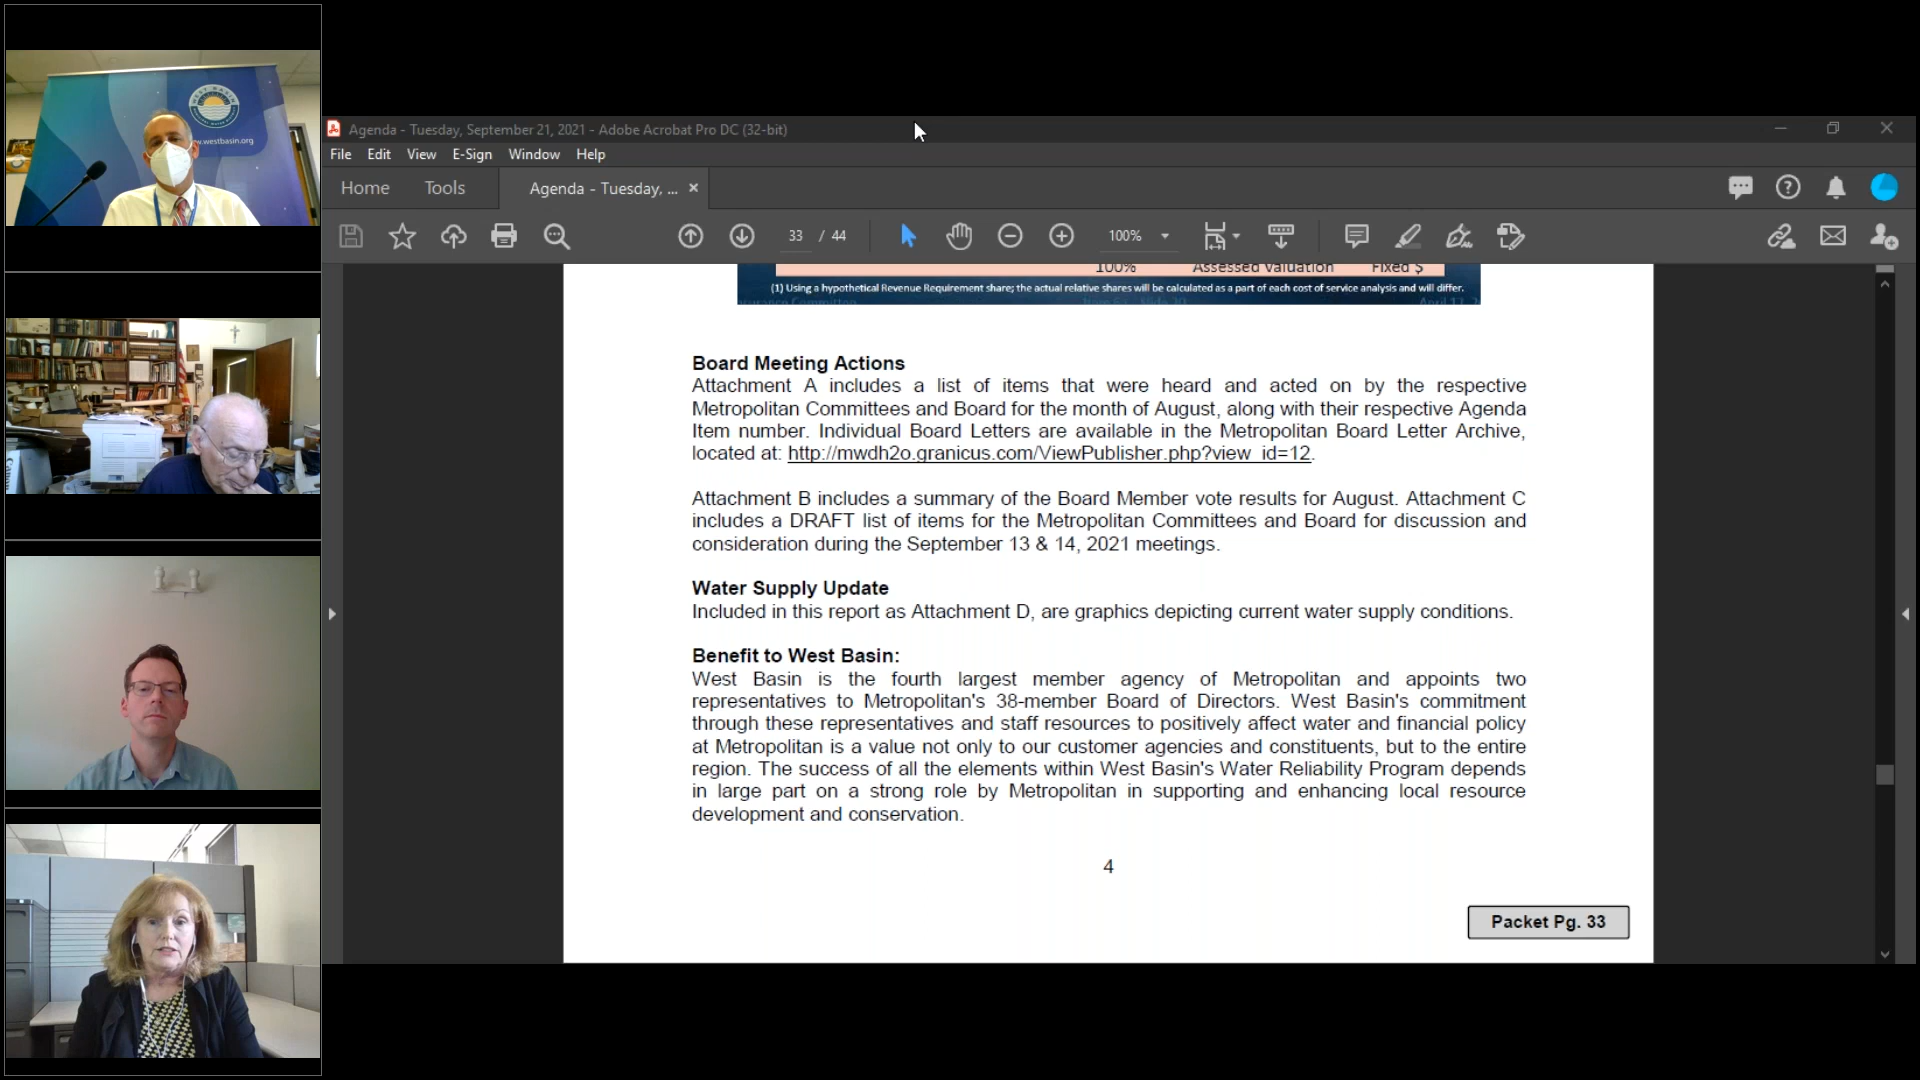 WEST BASIN
w.westbasin.org
Agenda - Tuesday, September 21, 2021 - Adobe Acrobat Pro DC (32-bit)
File Edit View E-Sign Window Help
Home Tools Agenda - Tuesday, ... ×
33 / 44 100%
100% Assessed Valuation Fixed $
(1) Using a hypothetical Revenue Requirement share; the actual relative shares will be calculated as a part of each cost of service analysis and will differ.
Board Meeting Actions
Attachment A includes a list of items that were heard and acted on by the respective
Metropolitan Committees and Board for the month of August, along with their respective Agenda
Item number. Individual Board Letters are available in the Metropolitan Board Letter Archive,
located at: http://mwdh2o.granicus.com/ViewPublisher.php?view_id=12.
Attachment B includes a summary of the Board Member vote results for August. Attachment C
includes a DRAFT list of items for the Metropolitan Committees and Board for discussion and
consideration during the September 13 & 14, 2021 meetings.
Water Supply Update
Included in this report as Attachment D, are graphics depicting current water supply conditions.
Benefit to West Basin:
West Basin is the fourth largest member agency of Metropolitan and appoints two
representatives to Metropolitan's 38-member Board of Directors. West Basin's commitment
through these representatives and staff resources to positively affect water and financial policy
at Metropolitan is a value not only to our customer agencies and constituents, but to the entire
region. The success of all the elements within West Basin's Water Reliability Program depends
in large part on a strong role by Metropolitan in supporting and enhancing local resource
development and conservation.
4
Packet Pg. 33